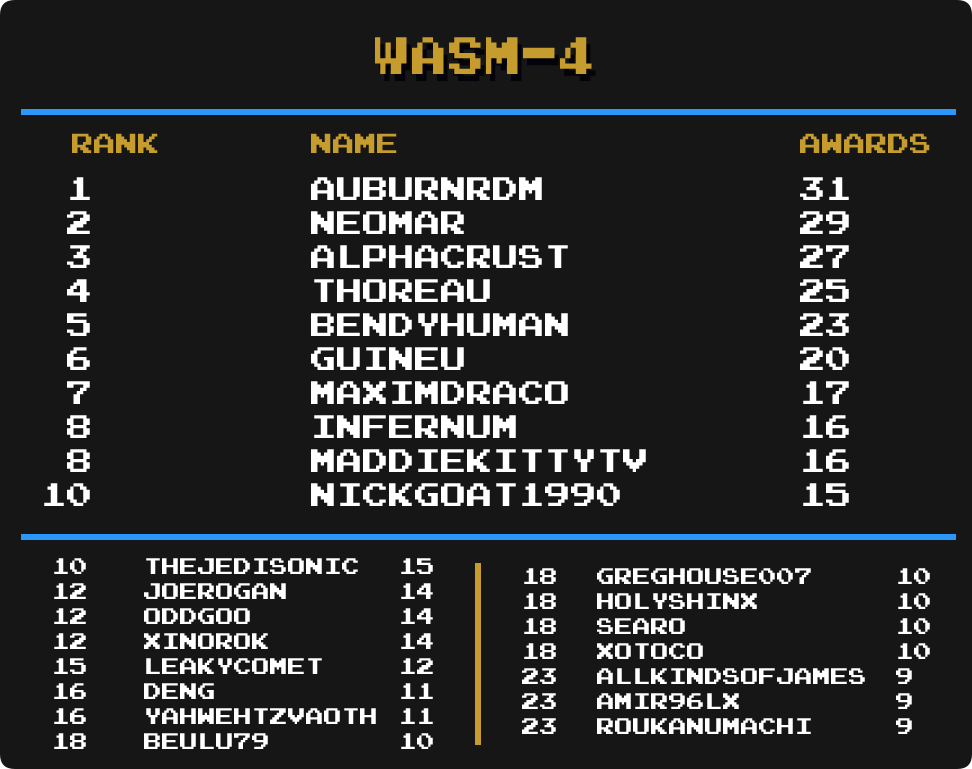 WASM-4
RANK NAME AWARDS
1 AUBURNRDM 31
2 NEOMAR 29
3 ALPHACRUST 27
4 THOREAU 25
5 BENDYHUMAN 23
6 GUINEU 20
7 MAXIMDRACO 17
8 INFERNUM 16
8 MADDIEKITTYTV 16
10 NICKGOAT1990 15
10 THEJEDISONIC 15
12 JOEROGAN 14
12 ODDGOO 14
12 XINOROK 14
15 LEAKYCOMET 12
16 DENG 11
16 YAHWEHTZVAOTH 11
18 BEULU79 10
18 GREGHOUSE007 10
18 HOLYSHINX 10
18 SEARO 10
18 XOTOCO 10
23 ALLKINDSOFJAMES 9
23 AMIR96LX 9
23 ROUKANUMACHI 9